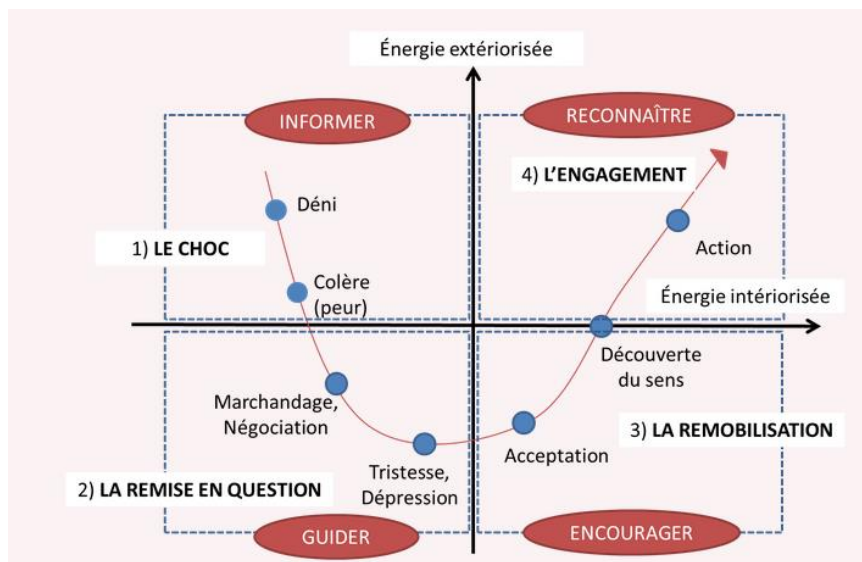 Énergie extériorisée
INFORMER
RECONNAÎTRE
4) L'ENGAGEMENT
Déni
1) LE CHOC
Action
Colère
(peur)
Énergie intériorisée
Découverte
du sens
Marchandage,
Négociation
3) LA REMOBILISATION
Acceptation
Tristesse,
Dépression
2) LA REMISE EN QUESTION
GUIDER
ENCOURAGER